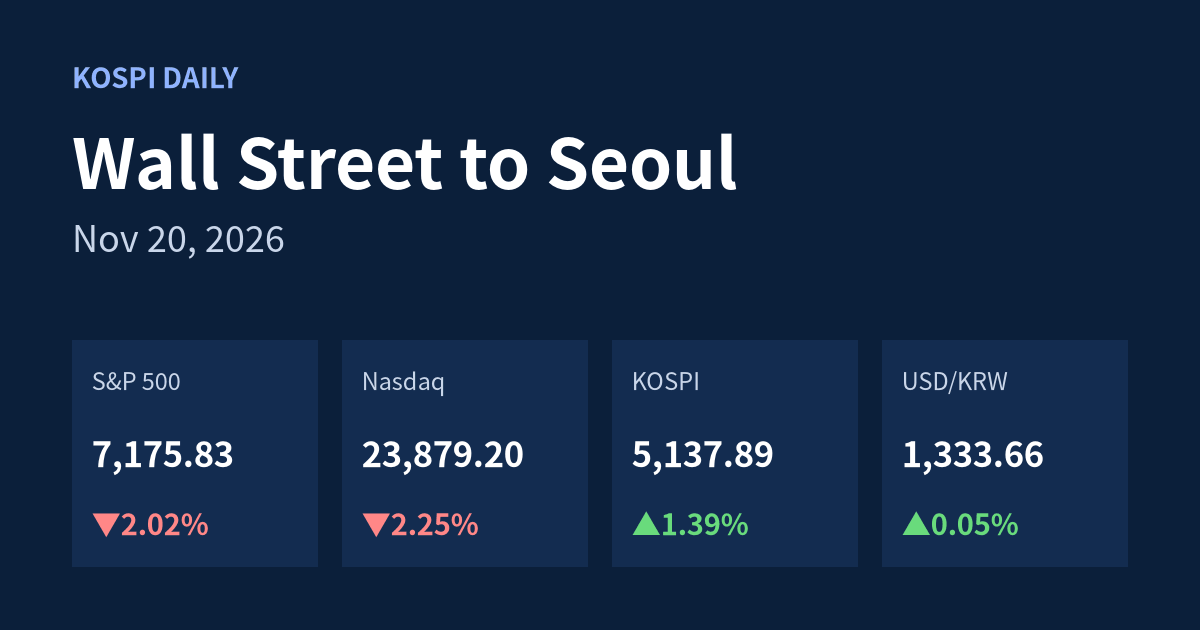 KOSPI DAILY
Wall Street to Seoul
Nov 20, 2026
S&P 500
7,175.83
▼2.02%
Nasdaq
23,879.20
▼2.25%
KOSPI
5,137.89
▲1.39%
USD/KRW
1,333.66
▲0.05%